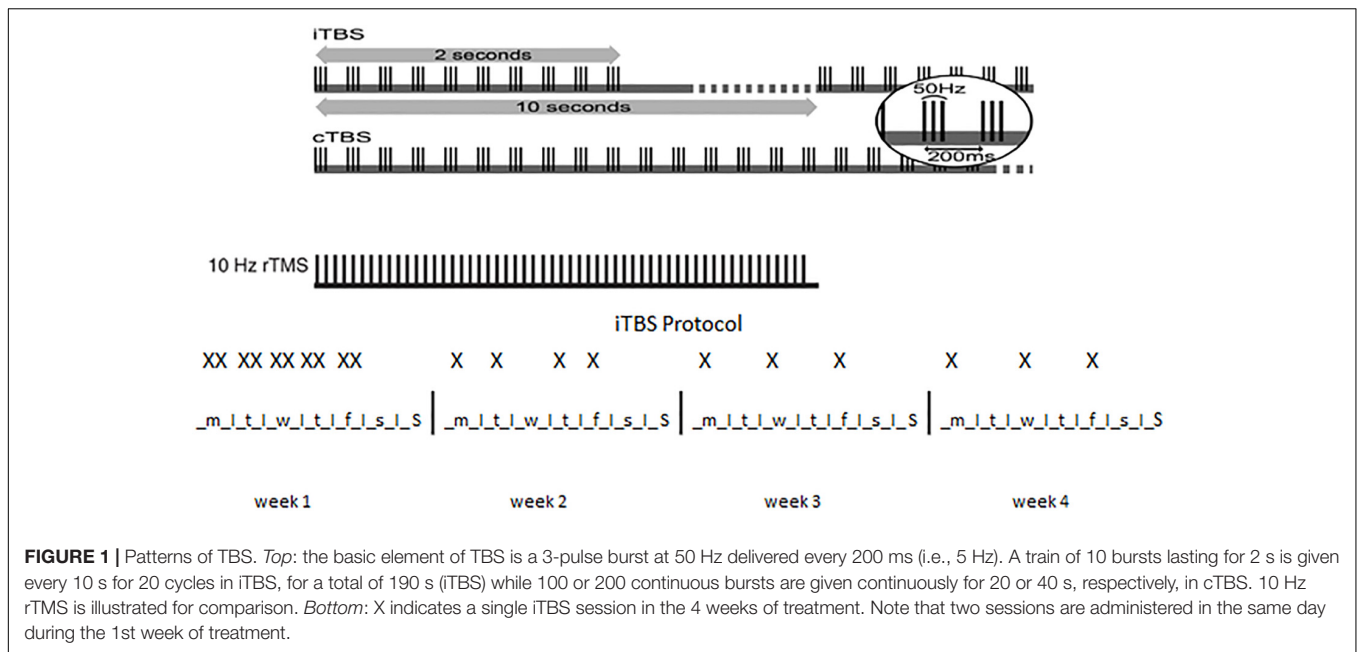 iTBS
2 seconds
10 seconds
50Hz
cTBS
200ms
10 Hz rTMS
iTBS Protocol
XX XX XX XX XX X X X X X X X X X X
_m_I_t_I_w_I_t_I_f_I_s_I_S | _m_I_t_I_w_I_t_I_f_I_s_I_S | _m_I_t_I_w_I_t_I_f_I_s_I_S | _m_I_t_I_w_I_t_I_f_I_s_I_S
week 1 week 2 week 3 week 4
FIGURE 1 | Patterns of TBS. Top: the basic element of TBS is a 3-pulse burst at 50 Hz delivered every 200 ms (i.e., 5 Hz). A train of 10 bursts lasting for 2 s is given
every 10 s for 20 cycles in iTBS, for a total of 190 s (iTBS) while 100 or 200 continuous bursts are given continuously for 20 or 40 s, respectively, in cTBS. 10 Hz
rTMS is illustrated for comparison. Bottom: X indicates a single iTBS session in the 4 weeks of treatment. Note that two sessions are administered in the same day
during the 1st week of treatment.